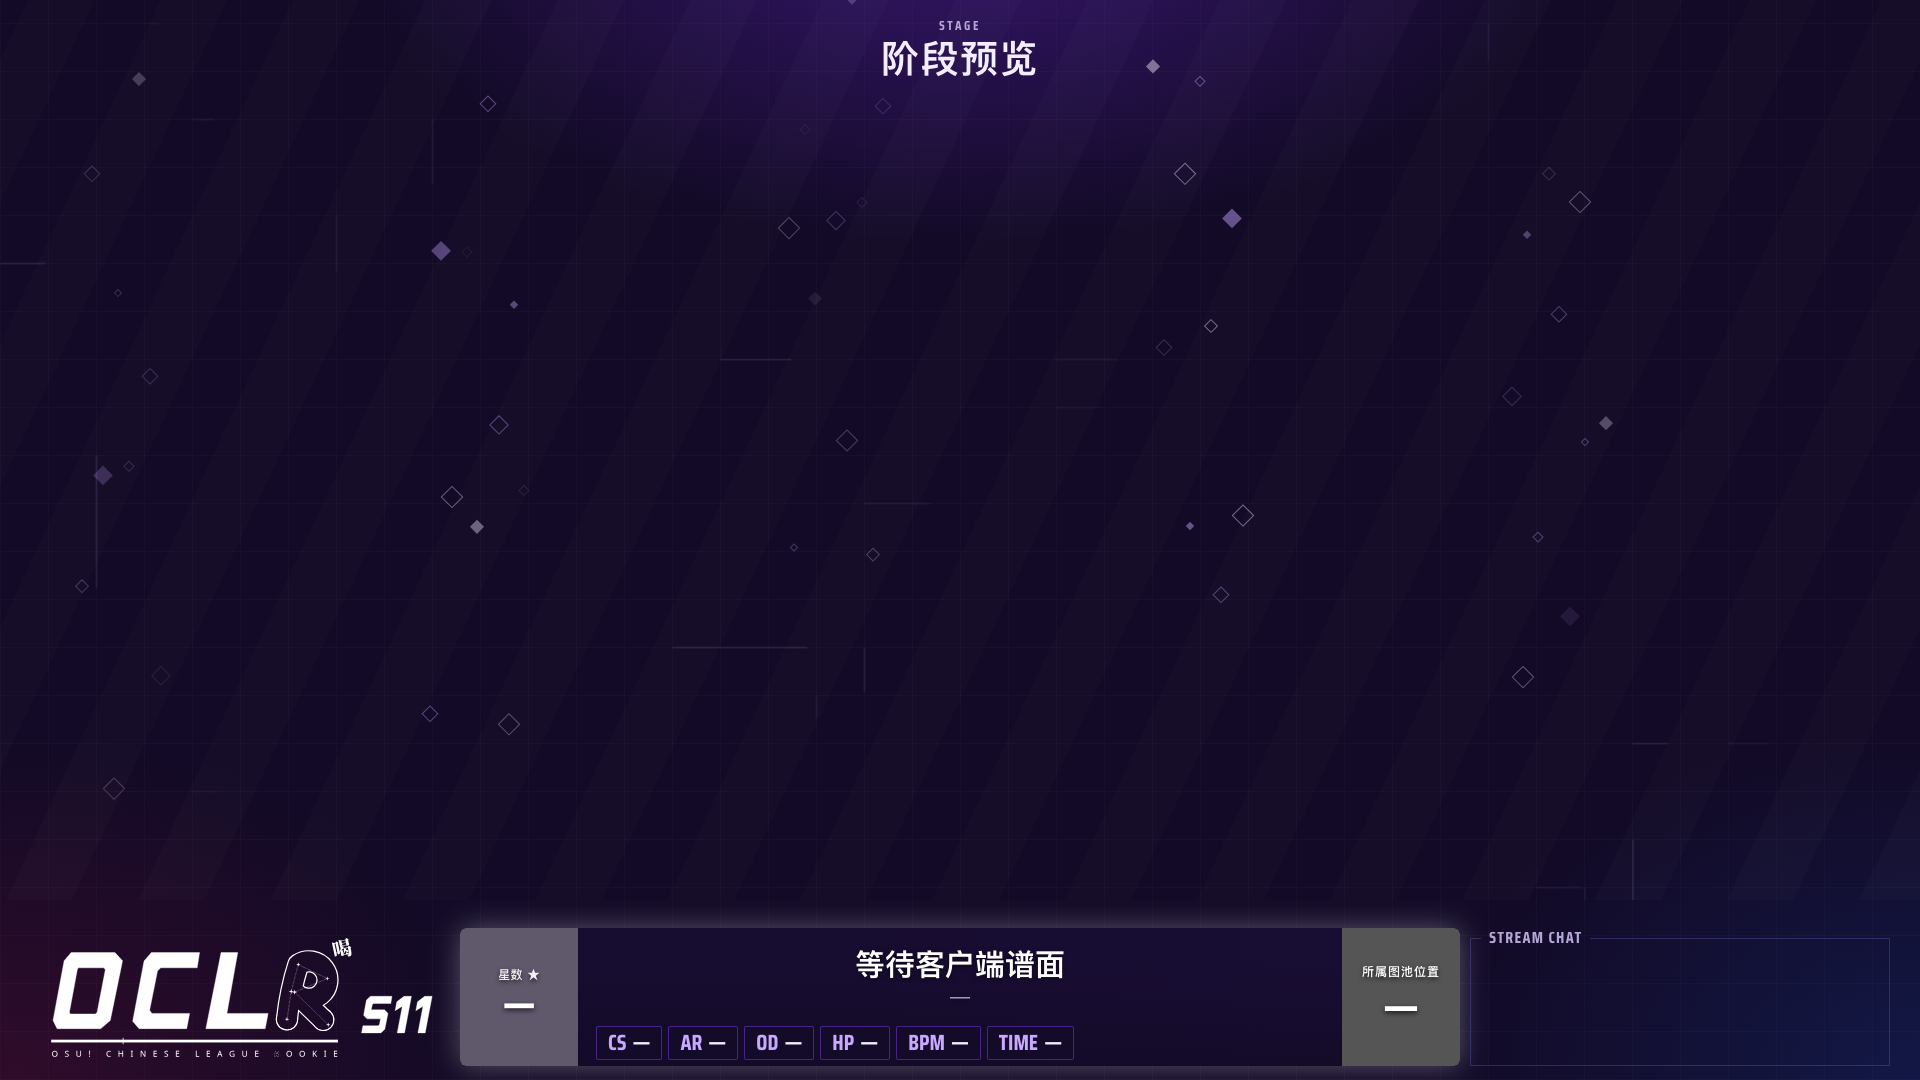 STAGE
阶段预览
喝
OCLR S11
OSU! CHINESE LEAGUE ROOKIE
星数 ★
—
等待客户端谱面
—
CS —
AR —
OD —
HP —
BPM —
TIME —
所属图池位置
—
STREAM CHAT